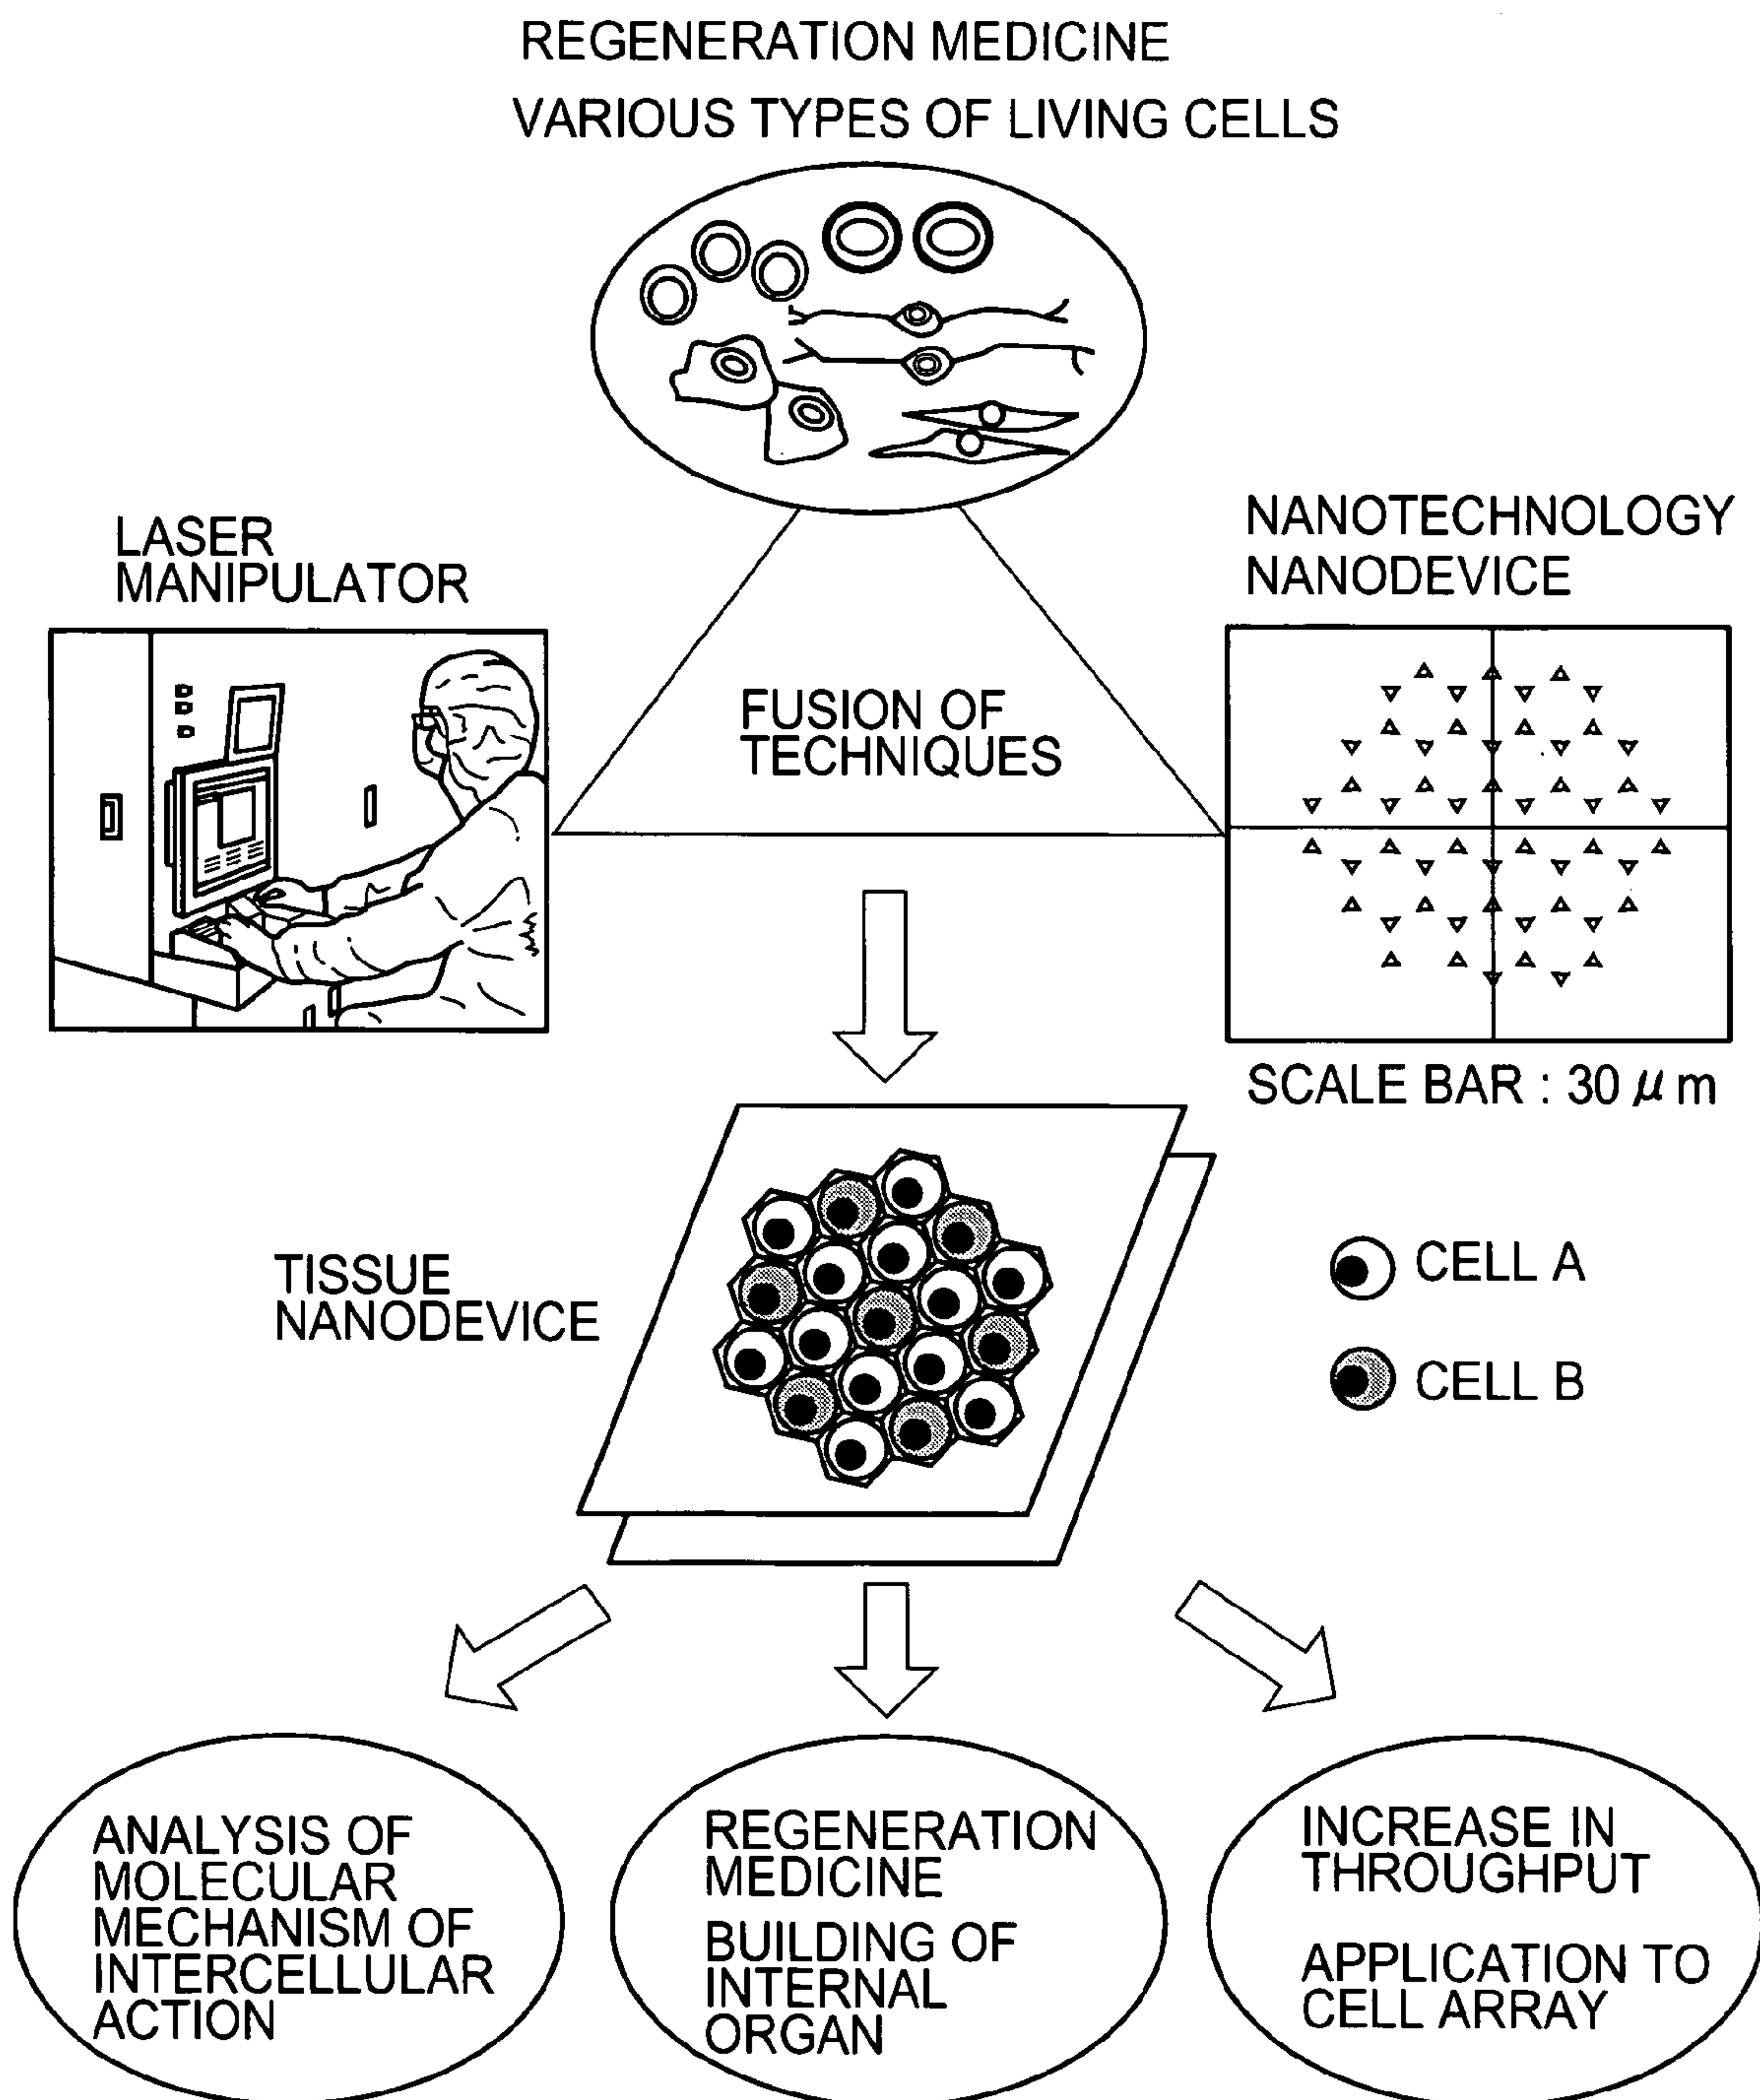 REGENERATION MEDICINE
VARIOUS TYPES OF LIVING CELLS
LASER
MANIPULATOR
NANOTECHNOLOGY
NANODEVICE
FUSION OF
TECHNIQUES
SCALE BAR : 30 μm
TISSUE
NANODEVICE
CELL A
CELL B
ANALYSIS OF
MOLECULAR
MECHANISM OF
INTERCELLULAR
ACTION
REGENERATION
MEDICINE
BUILDING OF
INTERNAL
ORGAN
INCREASE IN
THROUGHPUT
APPLICATION TO
CELL ARRAY